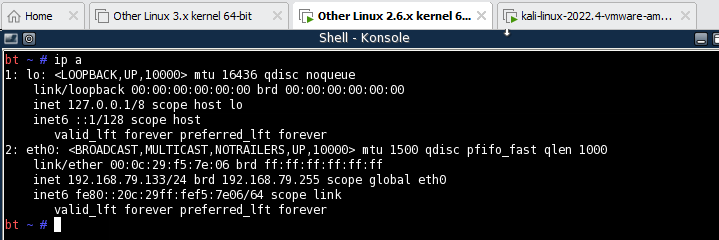 Home
Other Linux 3.x kernel 64-bit
Other Linux 2.6.x kernel 6...
kali-linux-2022.4-vmware-am...
Shell - Konsole
bt ~ # ip a
1: lo: <LOOPBACK,UP,10000> mtu 16436 qdisc noqueue
link/loopback 00:00:00:00:00:00 brd 00:00:00:00:00:00
inet 127.0.0.1/8 scope host lo
inet6 ::1/128 scope host
valid_lft forever preferred_lft forever
2: eth0: <BROADCAST,MULTICAST,NOTRAILERS,UP,10000> mtu 1500 qdisc pfifo_fast qlen 1000
link/ether 00:0c:29:f5:7e:06 brd ff:ff:ff:ff:ff:ff
inet 192.168.79.133/24 brd 192.168.79.255 scope global eth0
inet6 fe80::20c:29ff:fef5:7e06/64 scope link
valid_lft forever preferred_lft forever
bt ~ #